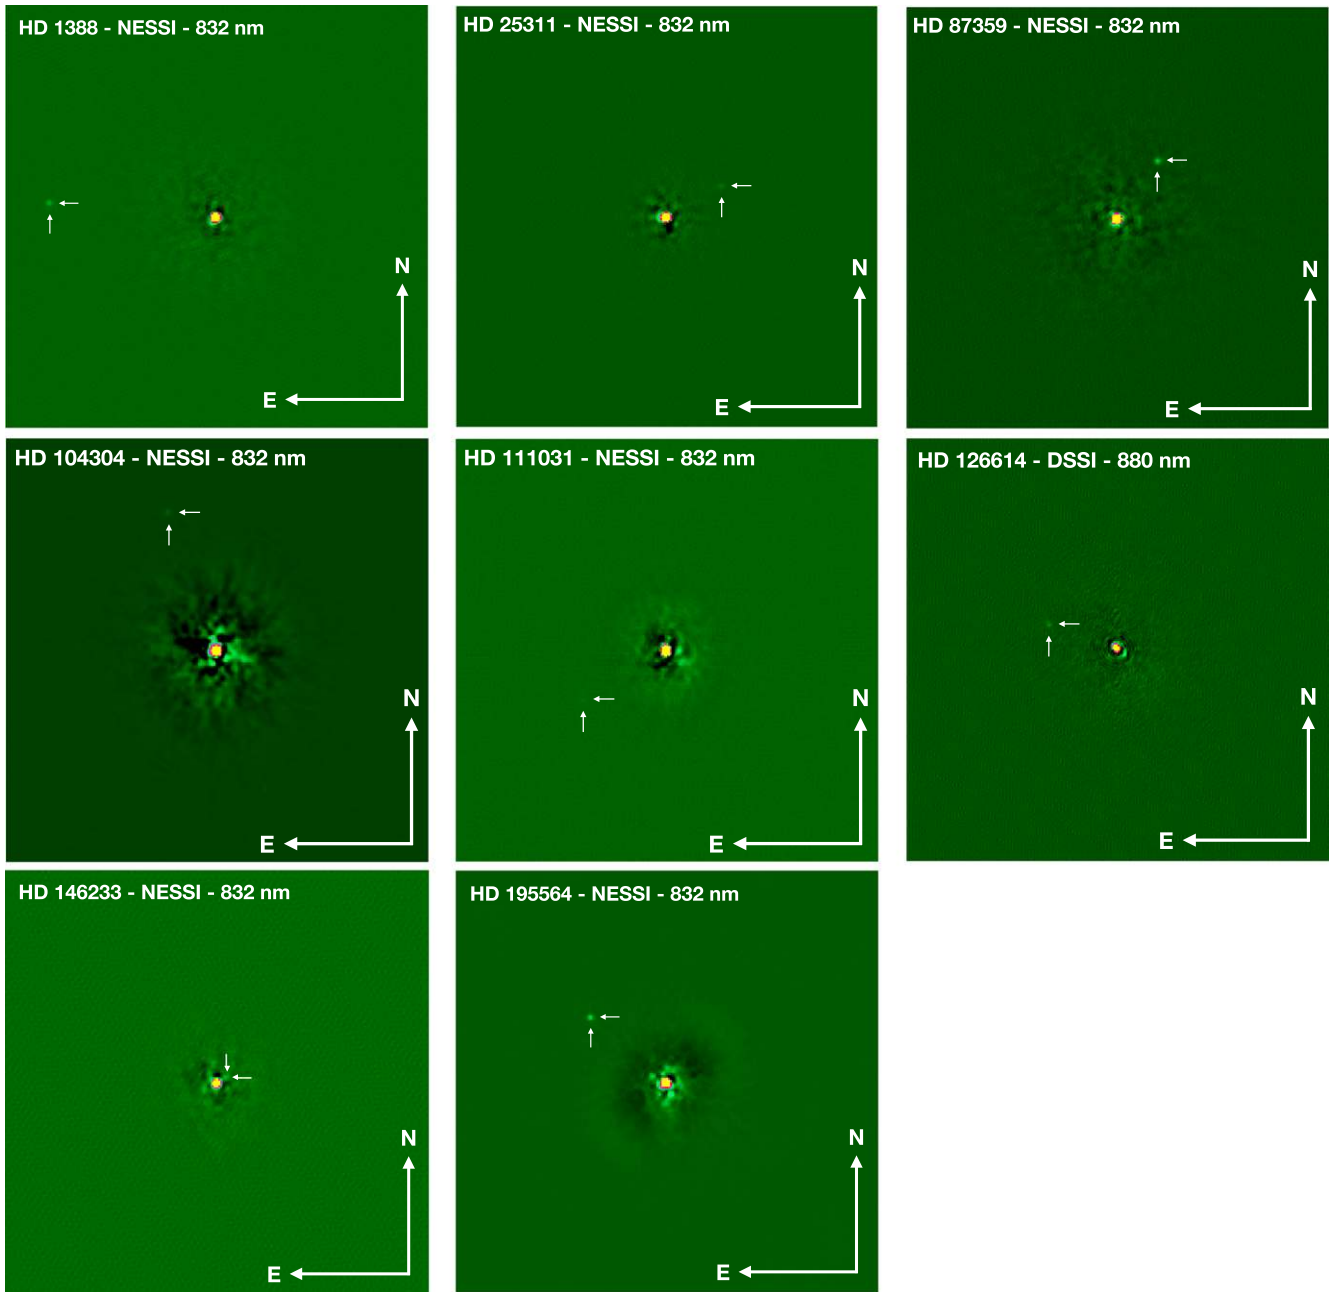 HD 1388 - NESSI - 832 nm
N
E
HD 25311 - NESSI - 832 nm
N
E
HD 87359 - NESSI - 832 nm
N
E
HD 104304 - NESSI - 832 nm
N
E
HD 111031 - NESSI - 832 nm
N
E
HD 126614 - DSSI - 880 nm
N
E
HD 146233 - NESSI - 832 nm
N
E
HD 195564 - NESSI - 832 nm
N
E